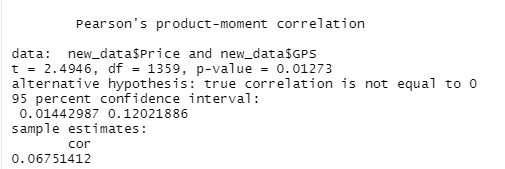 Pearson's product-moment correlation
data:  new_data$Price and new_data$GPS
t = 2.4946, df = 1359, p-value = 0.01273
alternative hypothesis: true correlation is not equal to 0
95 percent confidence interval:
 0.01442987 0.12021886
sample estimates:
       cor
0.06751412